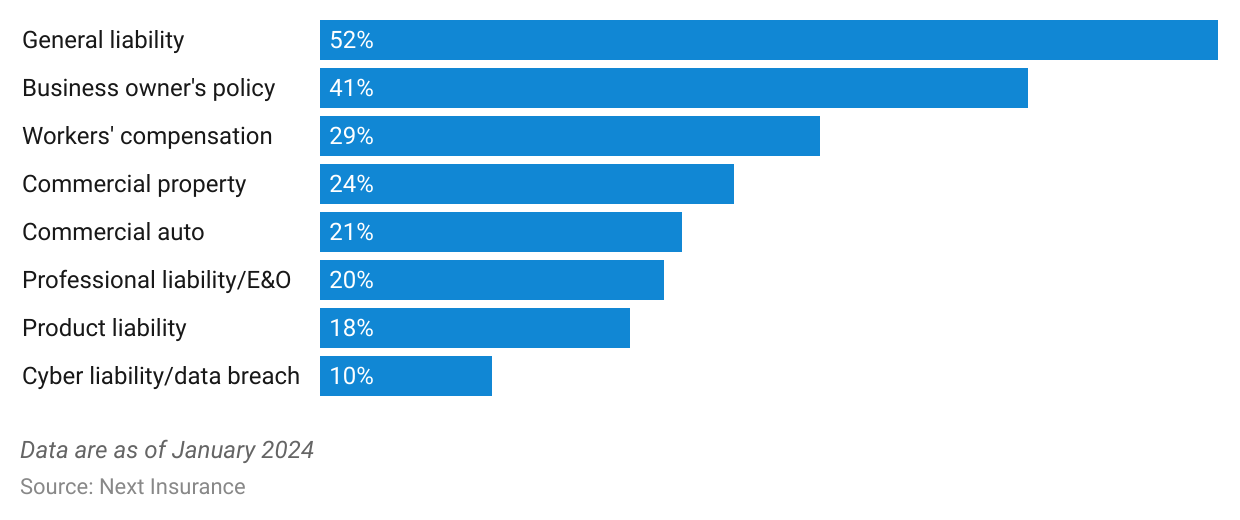 General liability 52%
Business owner's policy 41%
Workers' compensation 29%
Commercial property 24%
Commercial auto 21%
Professional liability/E&O 20%
Product liability 18%
Cyber liability/data breach 10%
Data are as of January 2024
Source: Next Insurance